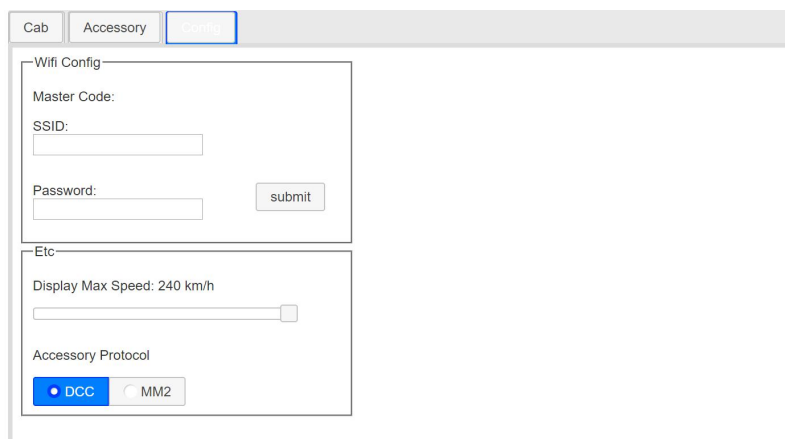 Cab Accessory Config
Wifi Config
Master Code:
SSID:
Password:
submit
Etc
Display Max Speed: 240 km/h
Accessory Protocol
DCC MM2